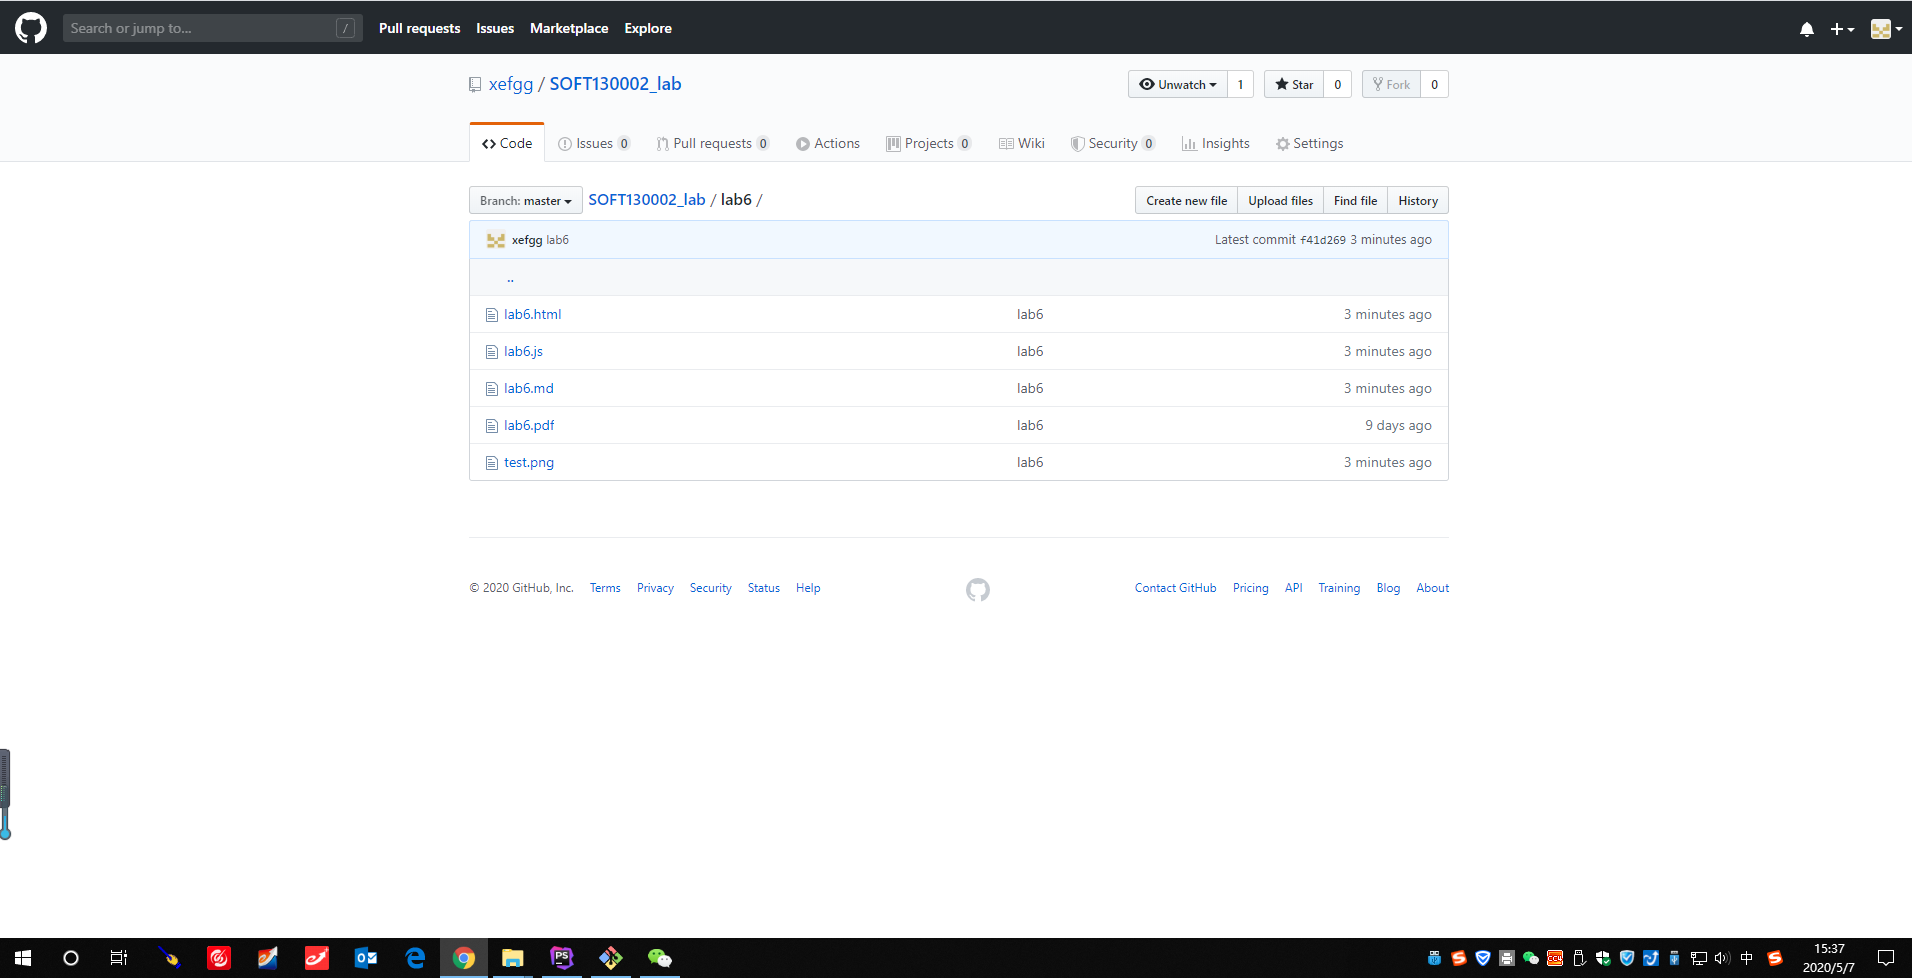 Search or jump to... /
Pull requests Issues Marketplace Explore
xefgg / SOFT130002_lab
Unwatch 1 Star 0 Fork 0
Code Issues 0 Pull requests 0 Actions Projects 0 Wiki Security 0 Insights Settings
Branch: master SOFT130002_lab / lab6 /
Create new file Upload files Find file History
xefgg lab6 Latest commit f41d269 3 minutes ago
..
lab6.html lab6 3 minutes ago
lab6.js lab6 3 minutes ago
lab6.md lab6 3 minutes ago
lab6.pdf lab6 9 days ago
test.png lab6 3 minutes ago
© 2020 GitHub, Inc. Terms Privacy Security Status Help
Contact GitHub Pricing API Training Blog About
PS
中
15:37
2020/5/7